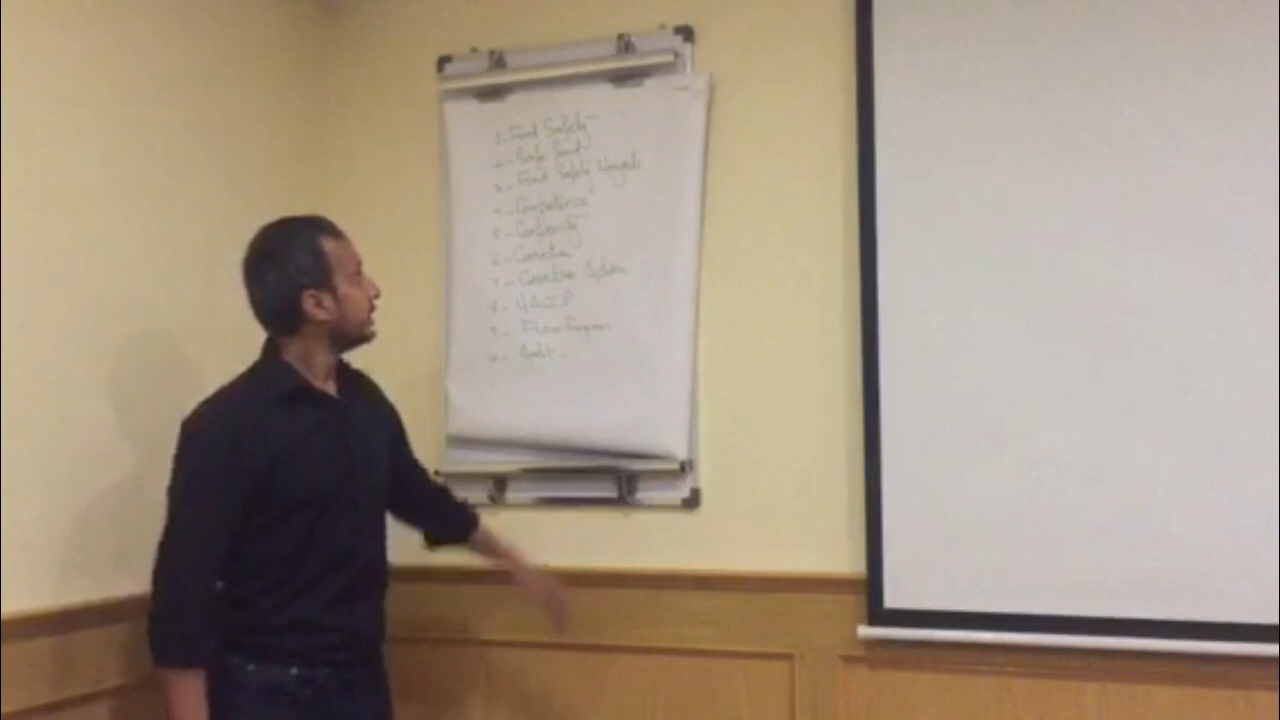 1- Food Safety
2- Safe food
3- Food Safety
4- Competence
5- Conformity
6- Correction
7- Corrective Action
8-
9- Flow Diagram
10- Audit -